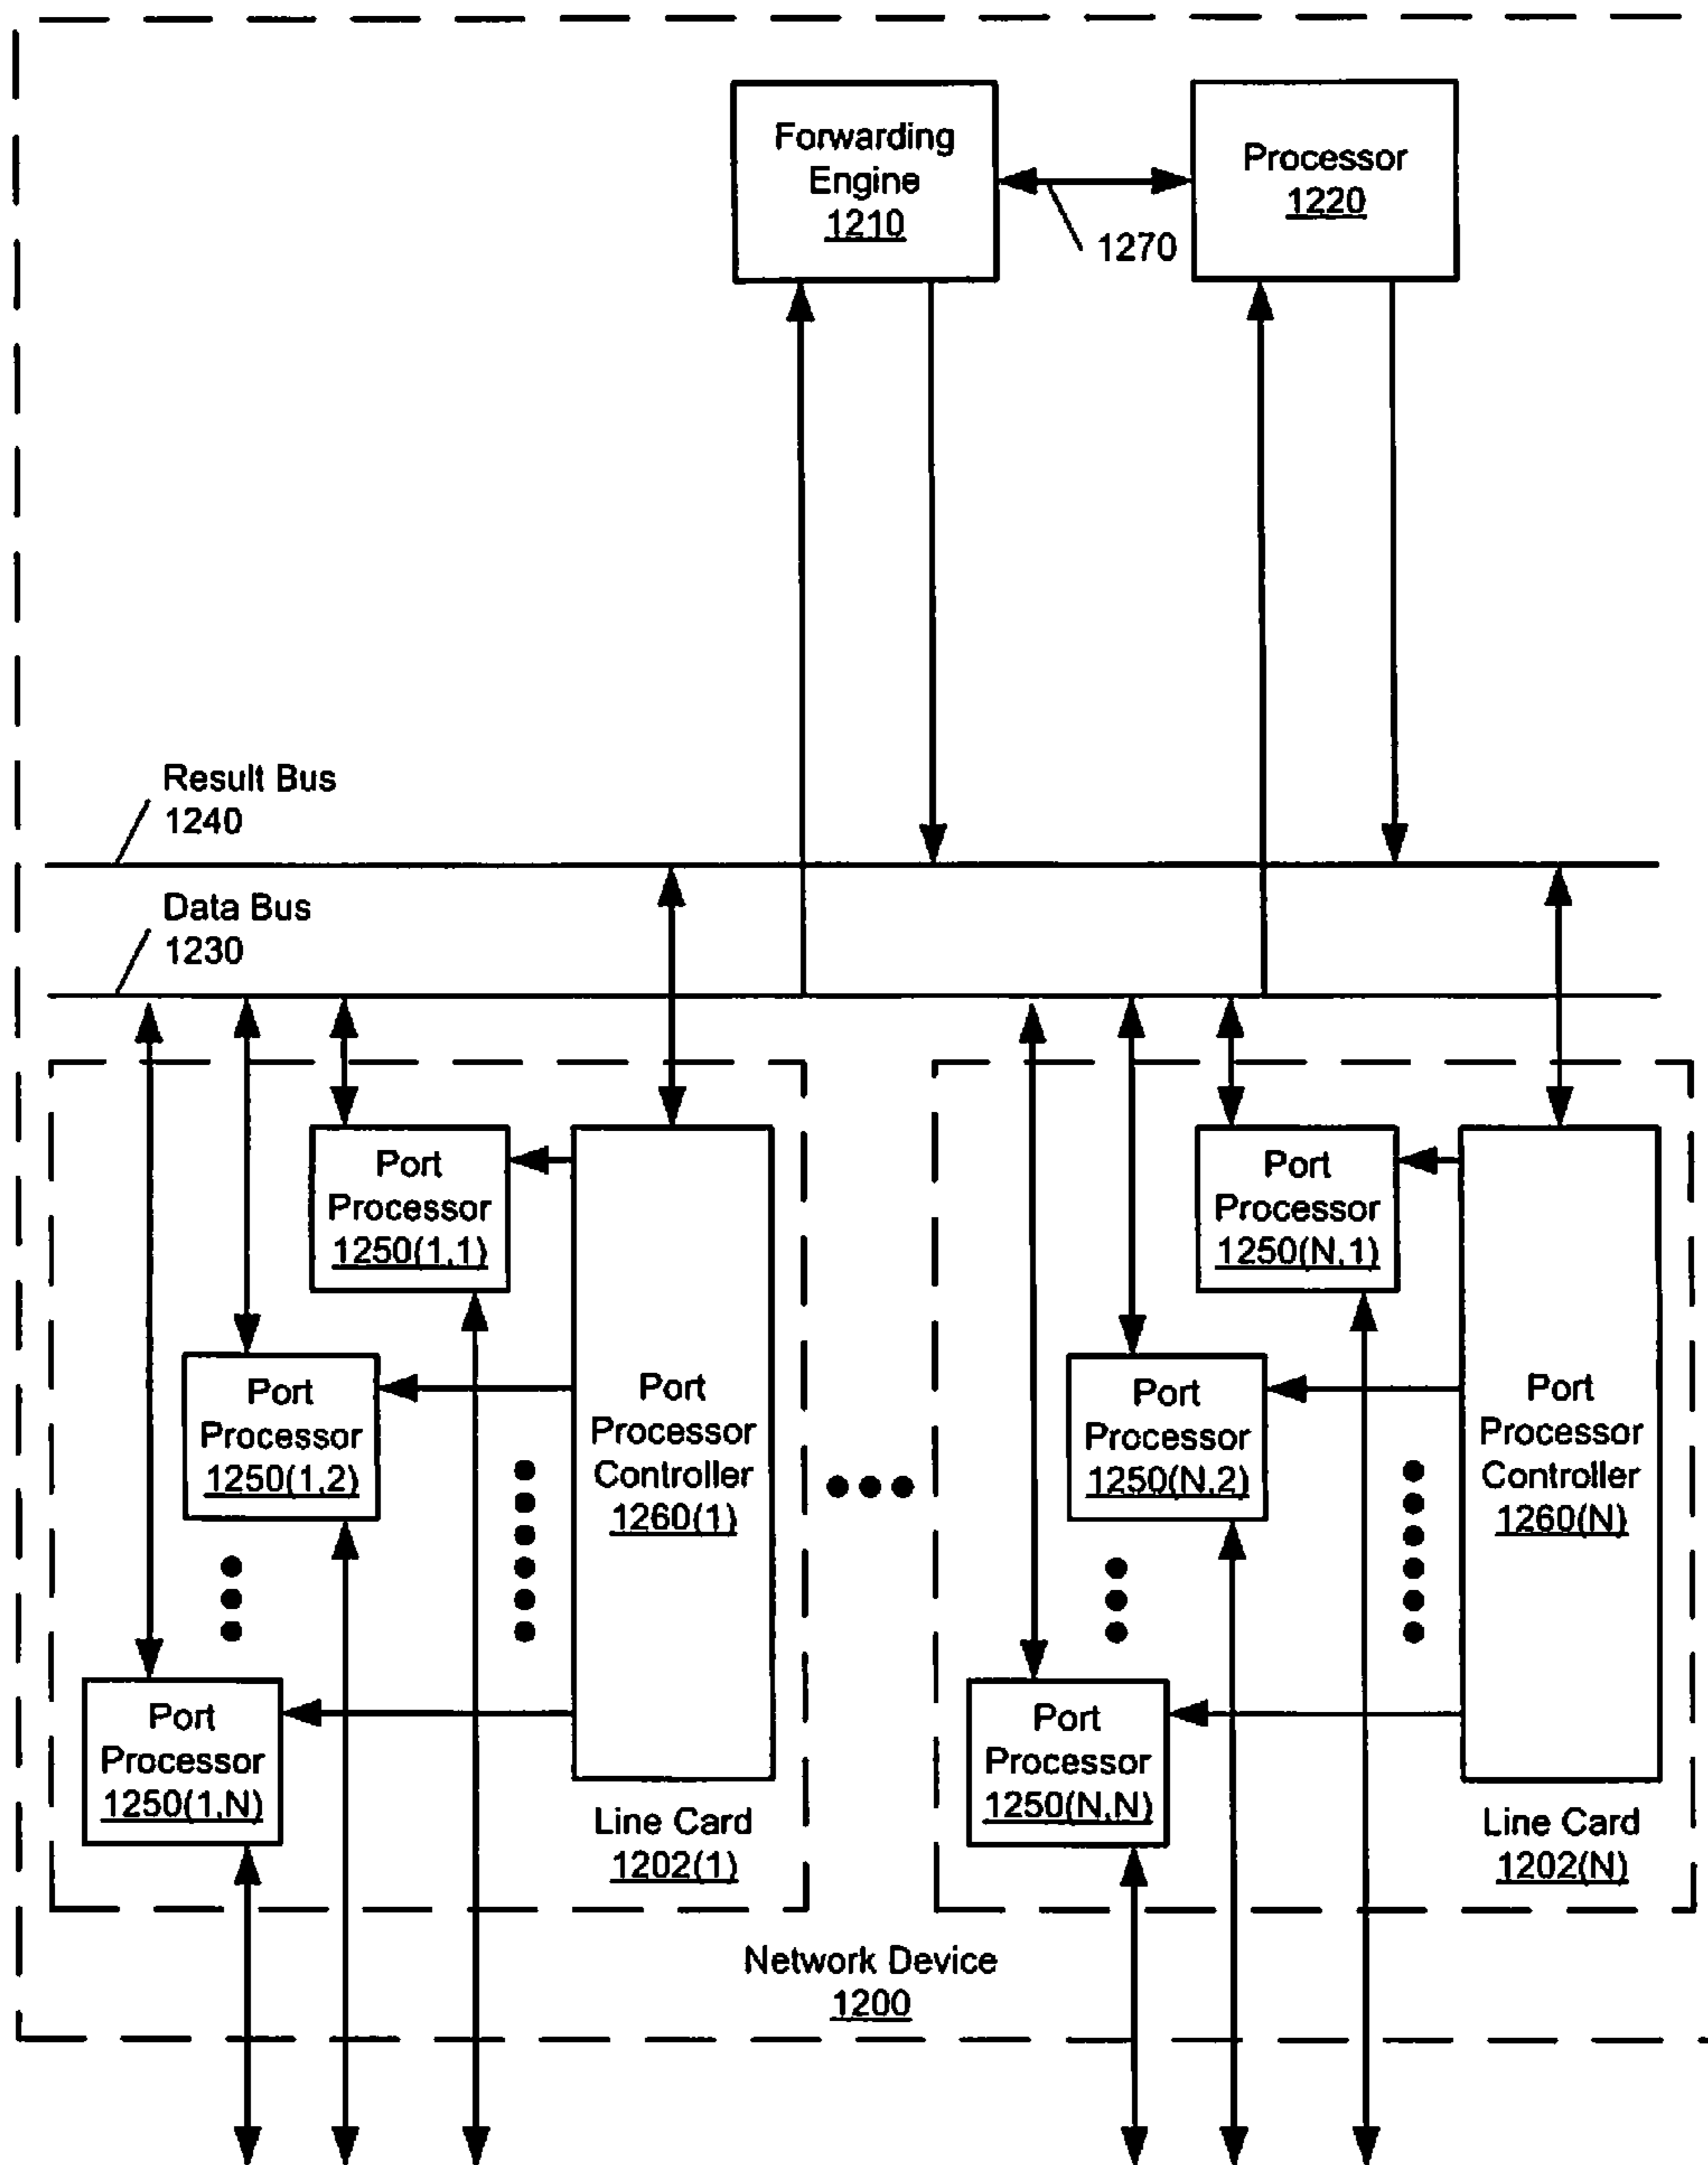 Forwarding
Engine
1210
Processor
1220
1270
Result Bus
1240
Data Bus
1230
Port
Processor
1250(1,1)
Port
Processor
1250(1,2)
Port
Processor
1250(1,N)
Port
Processor
Controller
1260(1)
Line Card
1202(1)
Port
Processor
1250(N,1)
Port
Processor
1250(N,2)
Port
Processor
1250(N,N)
Port
Processor
Controller
1260(N)
Line Card
1202(N)
Network Device
1200